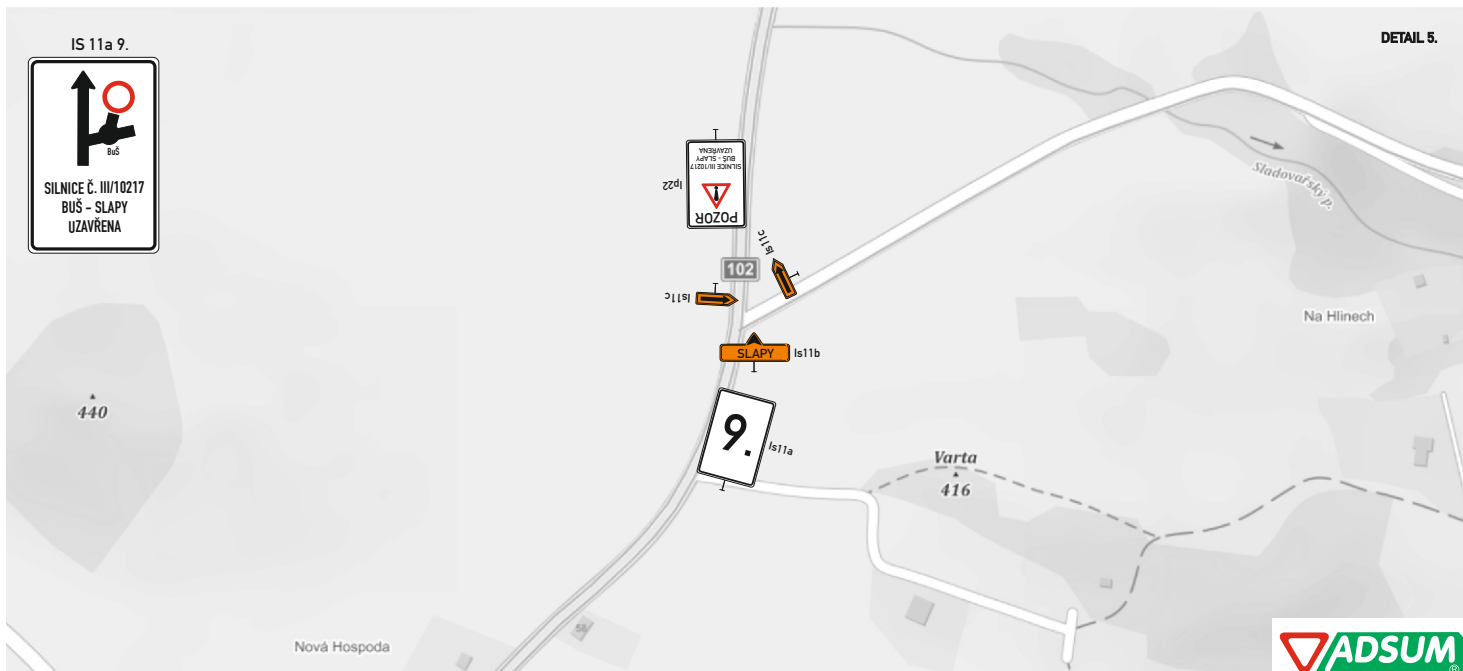 IS 11a 9.
DETAIL 5.
BUŠ
SILNICE Č. III/10217
BUŠ – SLAPY
UZAVŘENA
POZOR
SILNICE III/10217
BUŠ - SLAPY
UZAVŘENA
Ip22
Is11c
102
Is11c
SLAPY
Is11b
9.
Is11a
Sladovařský p.
Na Hlinech
440
Varta
416
Nová Hospoda
58
ADSUM
®